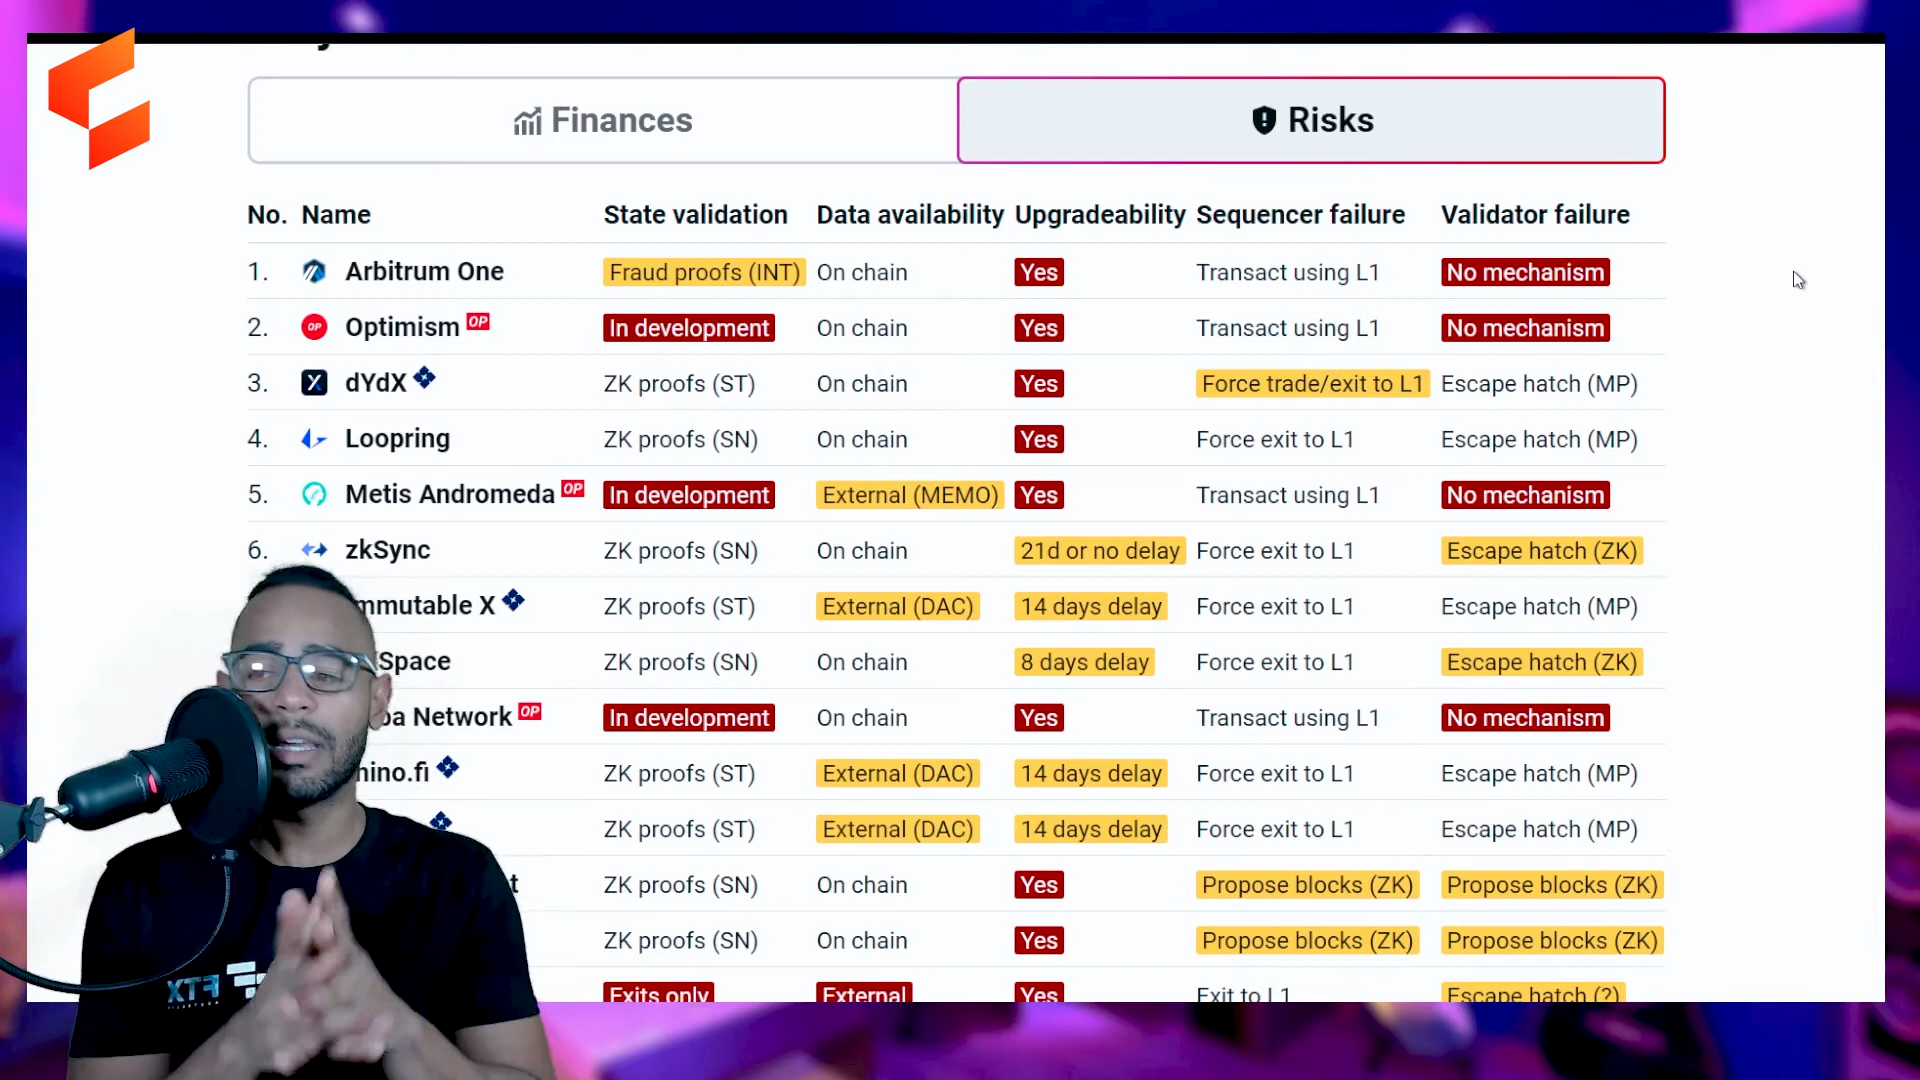 Finances Risks
No. Name State validation Data availability Upgradeability Sequencer failure Validator failure
1. Arbitrum One Fraud proofs (INT) On chain Yes Transact using L1 No mechanism
2. OP Optimism OP In development On chain Yes Transact using L1 No mechanism
3. dYdX ZK proofs (ST) On chain Yes Force trade/exit to L1 Escape hatch (MP)
4. Loopring ZK proofs (SN) On chain Yes Force exit to L1 Escape hatch (MP)
5. Metis Andromeda OP In development External (MEMO) Yes Transact using L1 No mechanism
6. zkSync ZK proofs (SN) On chain 21d or no delay Force exit to L1 Escape hatch (ZK)
mmutable X ZK proofs (ST) External (DAC) 14 days delay Force exit to L1 Escape hatch (MP)
Space ZK proofs (SN) On chain 8 days delay Force exit to L1 Escape hatch (ZK)
ba Network OP In development On chain Yes Transact using L1 No mechanism
hino.fi ZK proofs (ST) External (DAC) 14 days delay Force exit to L1 Escape hatch (MP)
ZK proofs (ST) External (DAC) 14 days delay Force exit to L1 Escape hatch (MP)
t ZK proofs (SN) On chain Yes Propose blocks (ZK) Propose blocks (ZK)
ZK proofs (SN) On chain Yes Propose blocks (ZK) Propose blocks (ZK)
Exits only External Yes Exit to L1 Escape hatch (?)
FTX